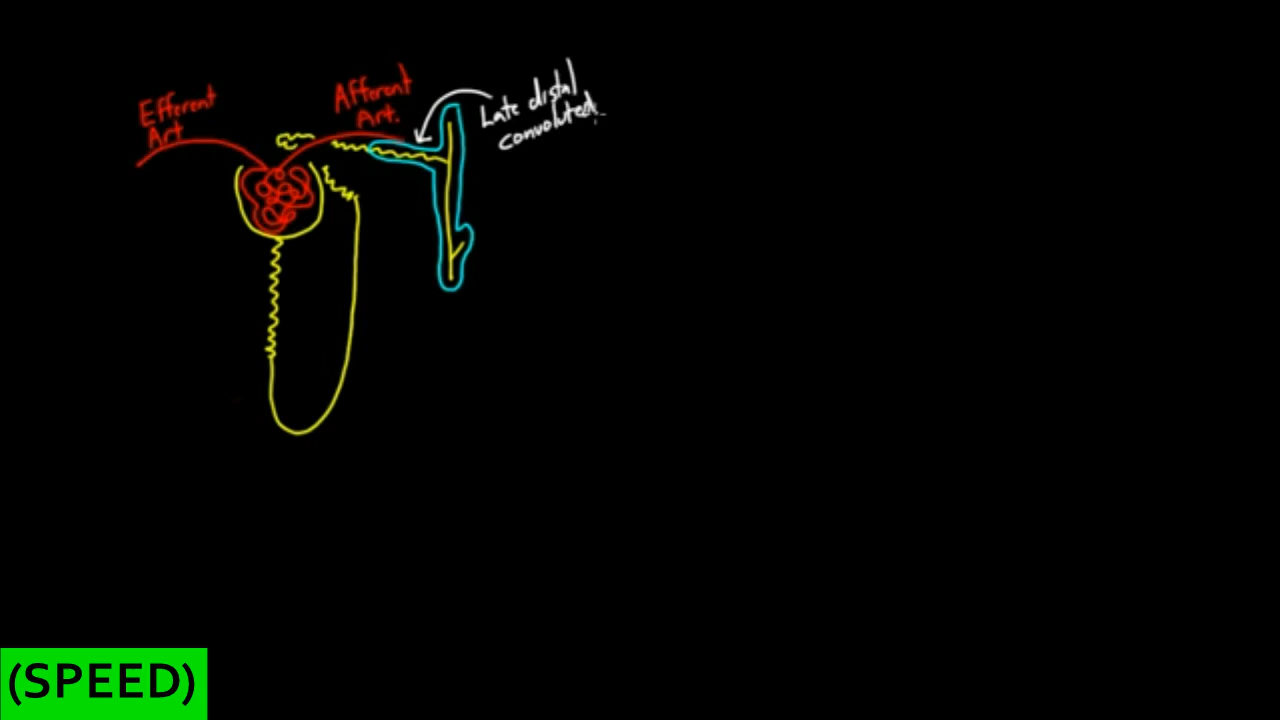 Efferent
Art
Afferent
Art.
Late distal
convoluted
(SPEED)